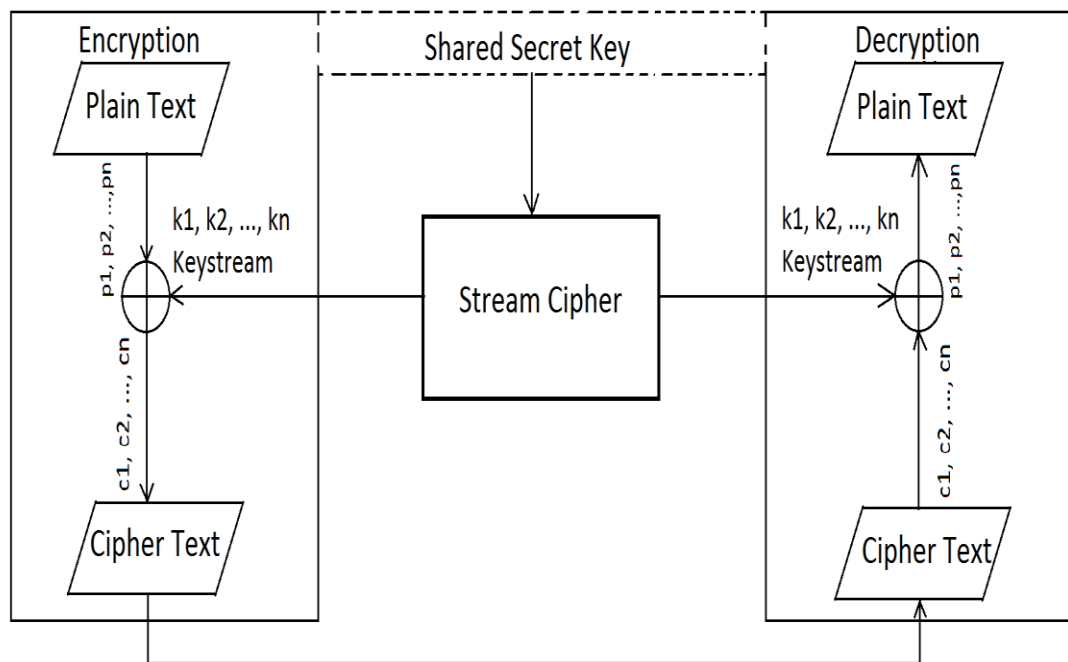 Encryption
Plain Text
p1, p2, ...,pn
k1, k2, ..., kn
Keystream
c1, c2, ..., cn
Cipher Text
Shared Secret Key
Stream Cipher
Decryption
Plain Text
k1, k2, ..., kn
Keystream
p1, p2, ...,pn
c1, c2, ..., cn
Cipher Text